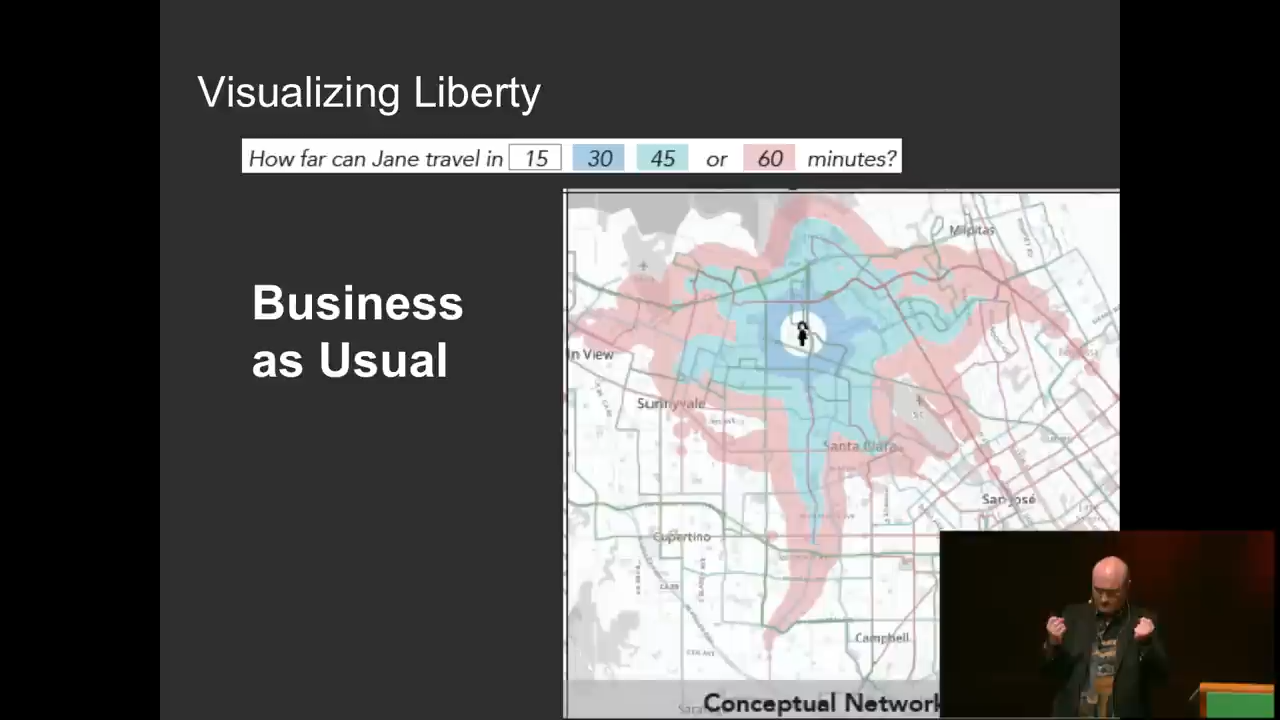 Visualizing Liberty
How far can Jane travel in 15 30 45 or 60 minutes?
Business
as Usual
Milpitas
n View
Sunnyvale
Santa Clara
San José
Cupertino
Campbell
Conceptual Network